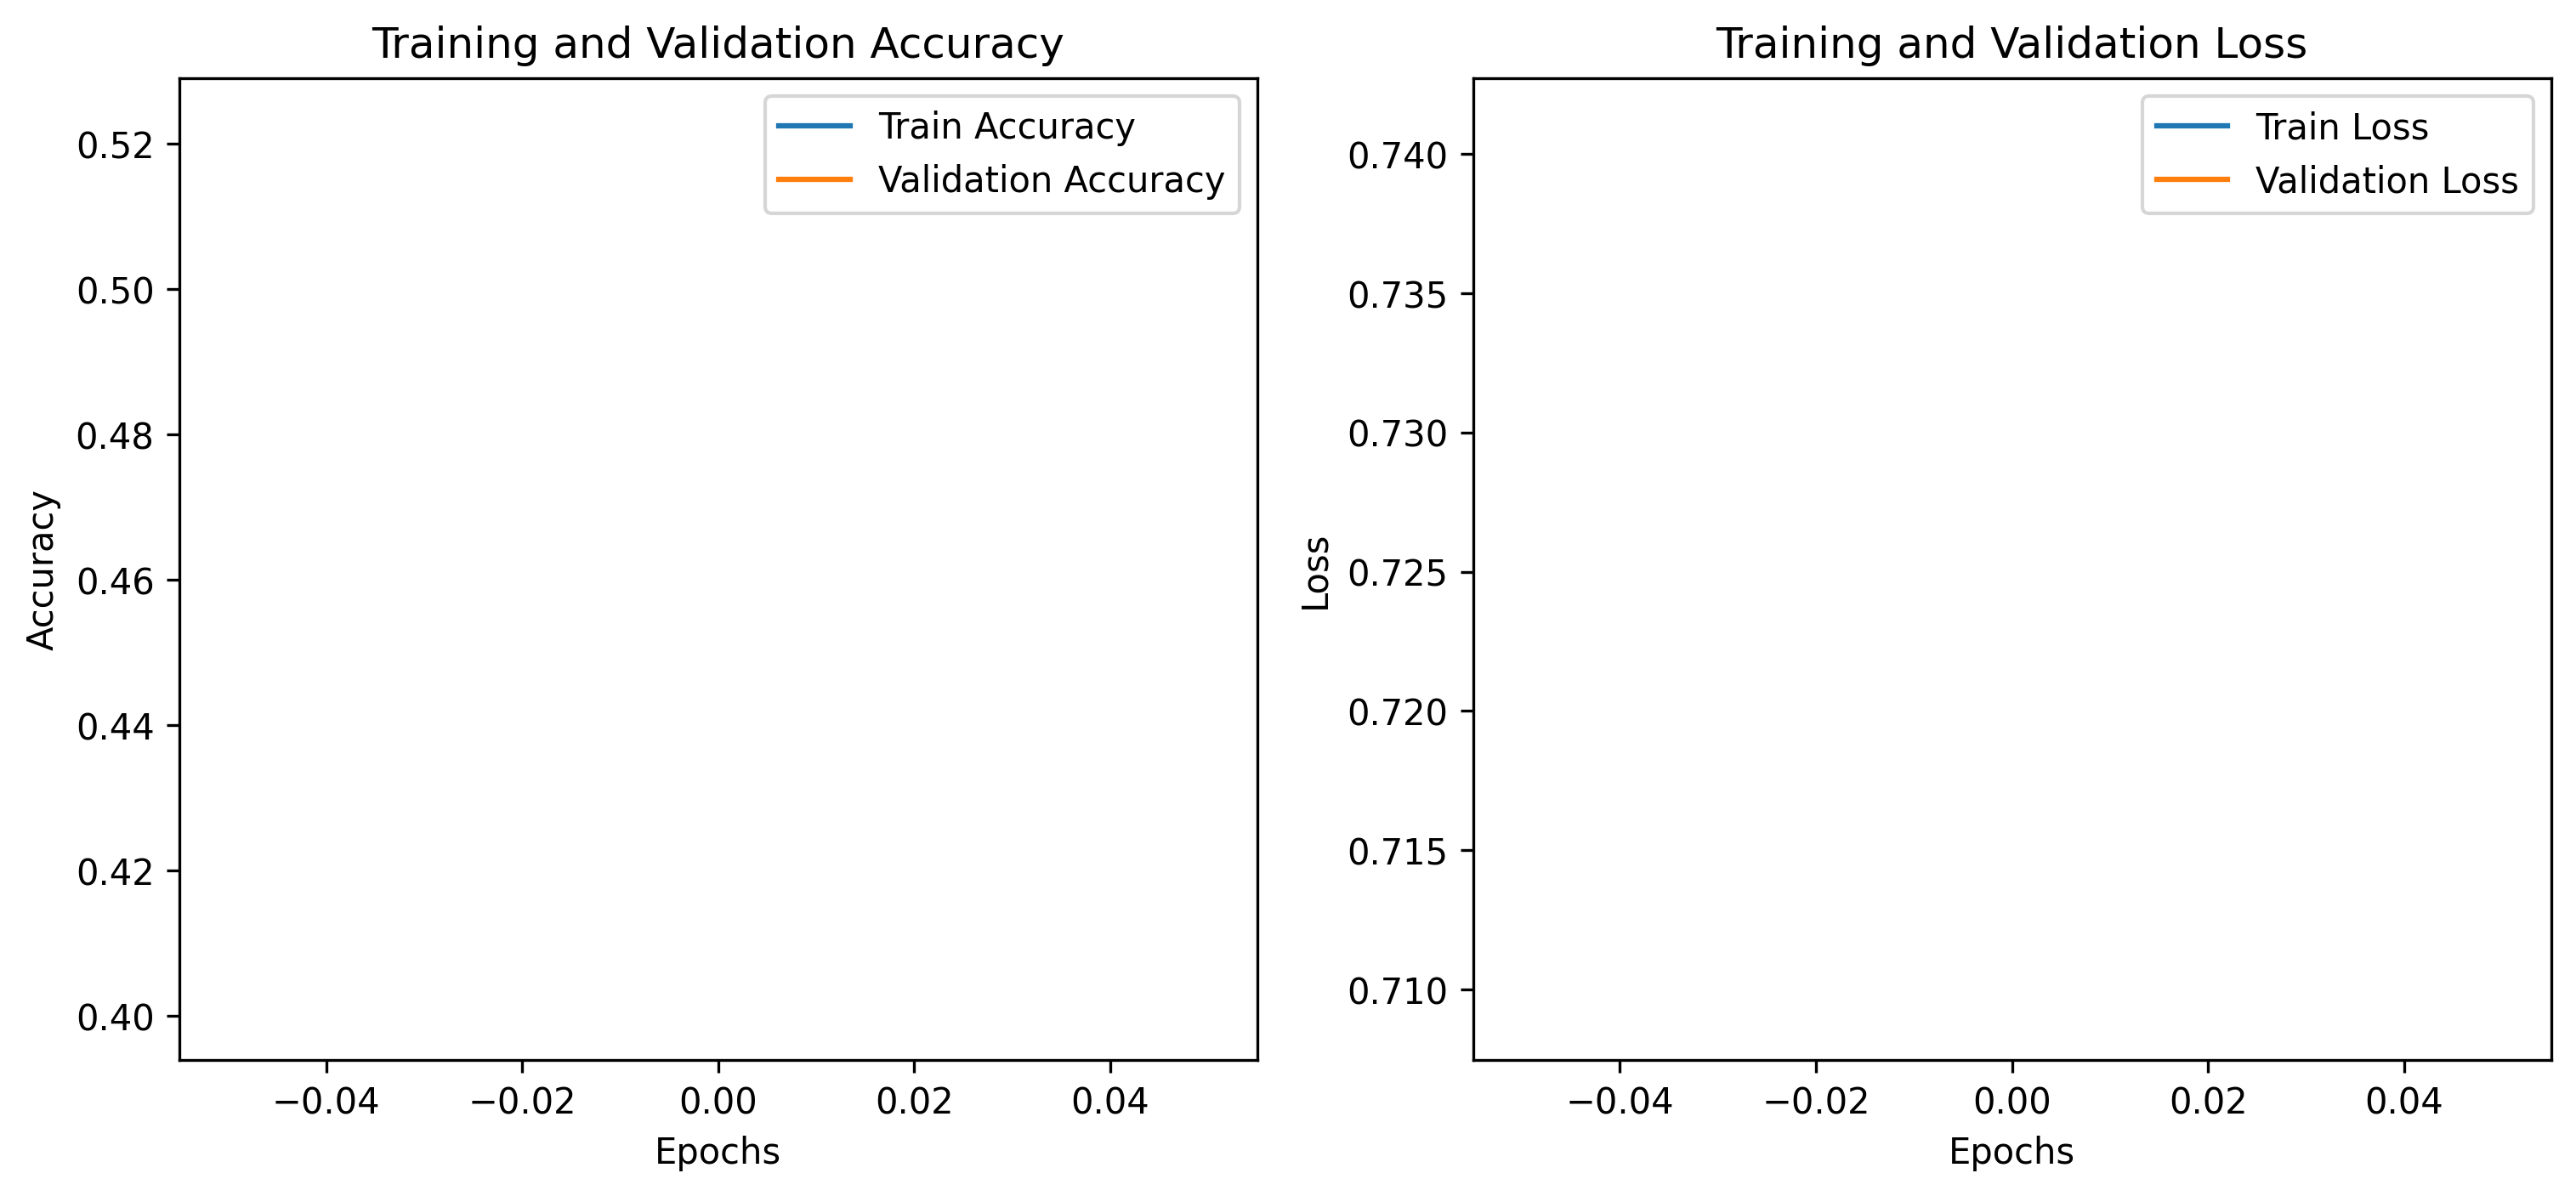 Training and Validation Accuracy
Train Accuracy
Validation Accuracy
0.52
0.50
0.48
0.46
0.44
0.42
0.40
Accuracy
−0.04 −0.02 0.00 0.02 0.04
Epochs
Training and Validation Loss
Train Loss
Validation Loss
0.740
0.735
0.730
0.725
0.720
0.715
0.710
Loss
−0.04 −0.02 0.00 0.02 0.04
Epochs